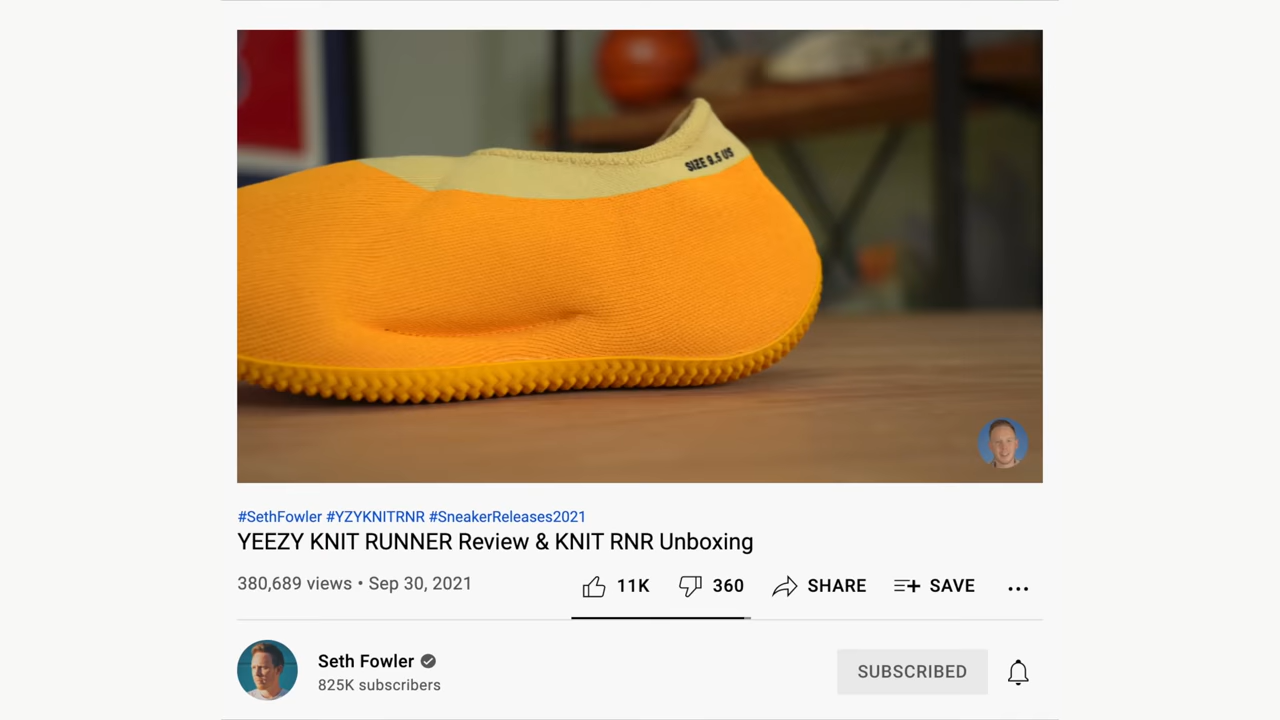 SIZE 9.5 US
#SethFowler #YZYKNITRNR #SneakerReleases2021
YEEZY KNIT RUNNER Review & KNIT RNR Unboxing
380,689 views • Sep 30, 2021 11K 360 SHARE SAVE ...
Seth Fowler
SUBSCRIBED
825K subscribers